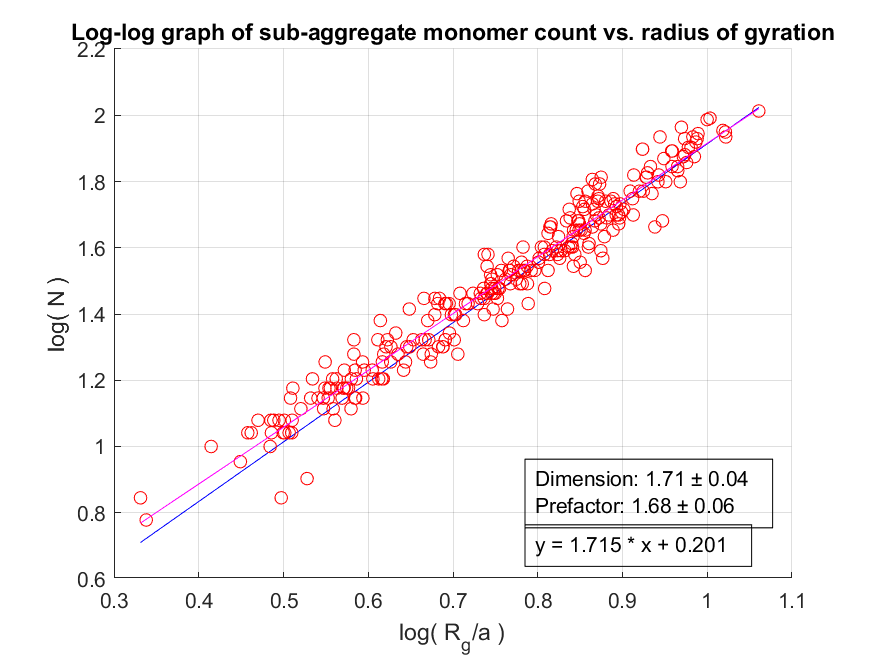 Log-log graph of sub-aggregate monomer count vs. radius of gyration
2.2
2
1.8
1.6
1.4
1.2
1
0.8
0.6
log( N )
Dimension: 1.71 ± 0.04
Prefactor: 1.68 ± 0.06
y = 1.715 * x + 0.201
0.3 0.4 0.5 0.6 0.7 0.8 0.9 1 1.1
log( R_g/a )